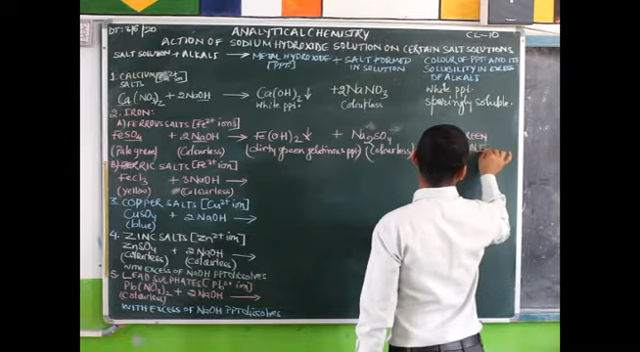 DT:3/6/20
ANALYTICAL CHEMISTRY
CL-10
ACTION OF SODIUM HYDROXIDE SOLUTION ON CERTAIN SALT SOLUTIONS
SALT SOLUTION + ALKALI → METAL HYDROXIDE [PPT] + SALT FORMED IN SOLUTION
COLOUR OF PPT AND ITS SOLUBILITY IN EXCESS OF ALKALI
1. CALCIUM SALTS [Ca2+ ]
Ca(NO3)2 + 2NaOH → Ca(OH)2↓ + 2NaNO3
White ppt. Colourless
White ppt.
Sparingly soluble.
2. IRON:
A) FERROUS SALTS [Fe2+ ions]
FeSO4 + 2NaOH → Fe(OH)2↓ + Na2SO4
(Pale green) (Colourless) (dirty green gelatinous ppt) (Colourless)
B) FERRIC SALTS [Fe3+ ions]
FeCl3 + 3NaOH →
(yellow) (Colourless)
3. COPPER SALTS [Cu2+ ion]
CuSO4 + 2NaOH →
(blue)
4. ZINC SALTS [Zn2+ ion]
ZnSO4 + 2NaOH →
(colourless) (colourless)
WITH EXCESS OF NaOH PPT dissolves
5. LEAD SULPHATES [Pb2+ ion]
Pb(NO3)2 + 2NaOH →
(Colourless)
WITH EXCESS OF NaOH PPT dissolves